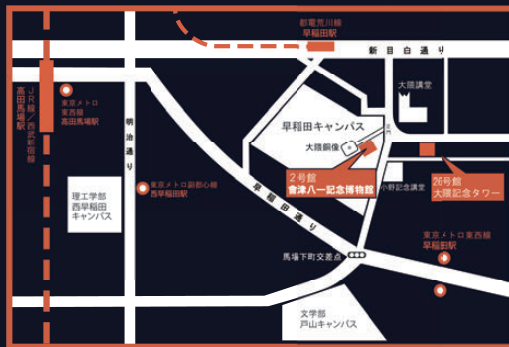 都電荒川線
早稲田駅
新目白通り
大隈講堂
JR線／西武新宿線
高田馬場駅
東京メトロ
東西線
高田馬場駅
明治通り
早稲田キャンパス
大隈銅像
正門
2号館
會津八一記念博物館
26号館
大隈記念タワー
小野記念講堂
東京メトロ副都心線
西早稲田駅
理工学部
西早稲田
キャンパス
早稲田通り
東京メトロ東西線
早稲田駅
馬場下町交差点
文学部
戸山キャンパス